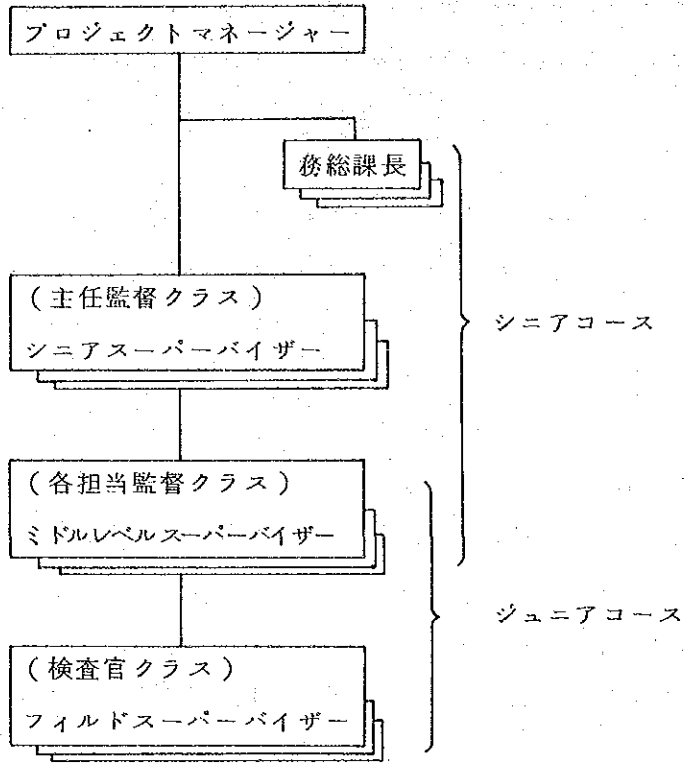 プロジェクトマネージャー
務総課長
(主任監督クラス)
シニアスーパーバイザー
シニアコース
(各担当監督クラス)
ミドルレベルスーパーバイザー
ジュニアコース
(検査官クラス)
フィルドスーパーバイザー